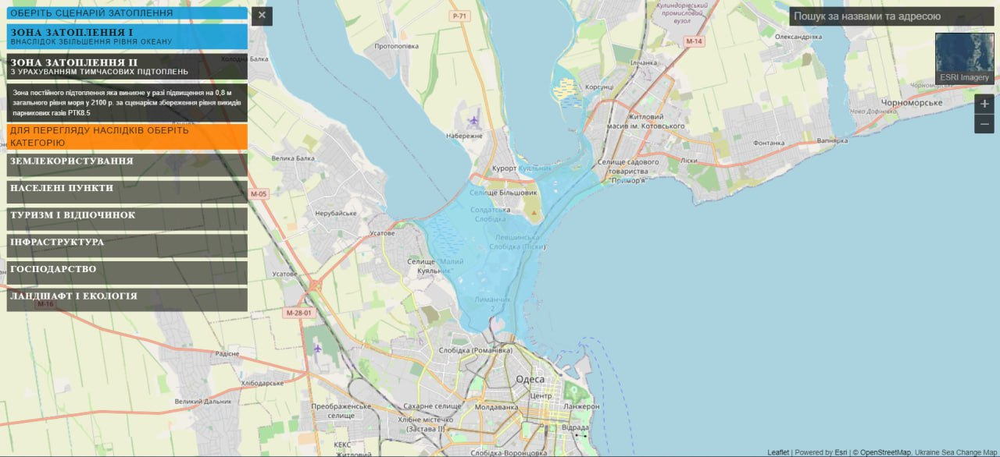 ОБЕРІТЬ СЦЕНАРІЙ ЗАТОПЛЕННЯ
✕
ЗОНА ЗАТОПЛЕННЯ I
ВНАСЛІДОК ЗБІЛЬШЕННЯ РІВНЯ ОКЕАНУ
ЗОНА ЗАТОПЛЕННЯ II
З УРАХУВАННЯМ ТИМЧАСОВИХ ПІДТОПЛЕНЬ
Зона постійного підтоплення яка виникне у разі підвищення на 0,8 м
загального рівня моря у 2100 р. за сценарієм збереження рівня викидів
парникових газів РТК8.5
ДЛЯ ПЕРЕГЛЯДУ НАСЛІДКІВ ОБЕРІТЬ
КАТЕГОРІЮ
ЗЕМЛЕКОРИСТУВАННЯ
НАСЕЛЕНІ ПУНКТИ
ТУРИЗМ І ВІДПОЧИНОК
ІНФРАСТРУКТУРА
ГОСПОДАРСТВО
ЛАНДШАФТ І ЕКОЛОГІЯ
Пошук за назвами та адресою
ESRI Imagery
+
−
Р-71
Кулиндорівський
промисловий
вузол
М-14
Олександрівка
Протопопівка
Холодна Балка
Ілічанка
Корсунці
Чорноморське
Нова Дофінівка
Житловий
масив ім. Котовського
Набережне
Вапнярка
Фонтанка
Велика Балка
Курорт Куяльник
Селище садового
товариства
"Примор'я"
Ліски
М-05
Селище Більшовик
Солдатська
Слобідка
Нерубайське
Усатове
Левшинська
Слобідка (Піски)
Селище "Малий
Куяльник"
Усатове
Лиманчик
2
М-16
М-28-01
Слобідка (Романівка)
Радісне
Одеса
Хлібодарське
Центр
Великий Дальник
Преображенське
селище
Сахарне селище
Молдаванка
Ланжерон
Хлібне містечко
(Застава II)
Відрада
КЕКС
Слобідка-Воронцовка
Leaflet | Powered by Esri | © OpenStreetMap, Ukraine Sea Change Map